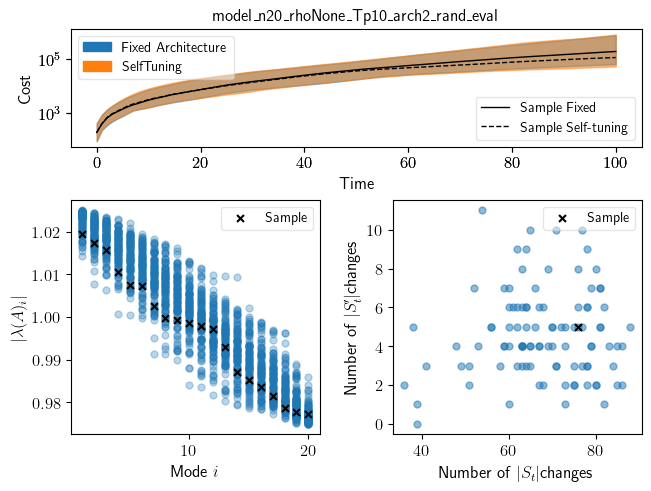 model_n20_rhoNone_Tp10_arch2_rand_eval
Cost
10^5
10^3
Fixed Architecture
SelfTuning
Sample Fixed
Sample Self-tuning
0 20 40 60 80 100
Time
|λ(A)_i|
1.02
1.01
1.00
0.99
0.98
Sample
10 20
Mode i
Number of |S'_t|changes
10
8
6
4
2
0
Sample
40 60 80
Number of |S_t|changes